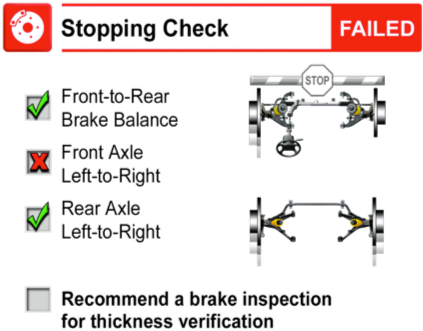 Stopping Check FAILED
STOP
Front-to-Rear
Brake Balance
Front Axle
Left-to-Right
Rear Axle
Left-to-Right
Recommend a brake inspection
for thickness verification